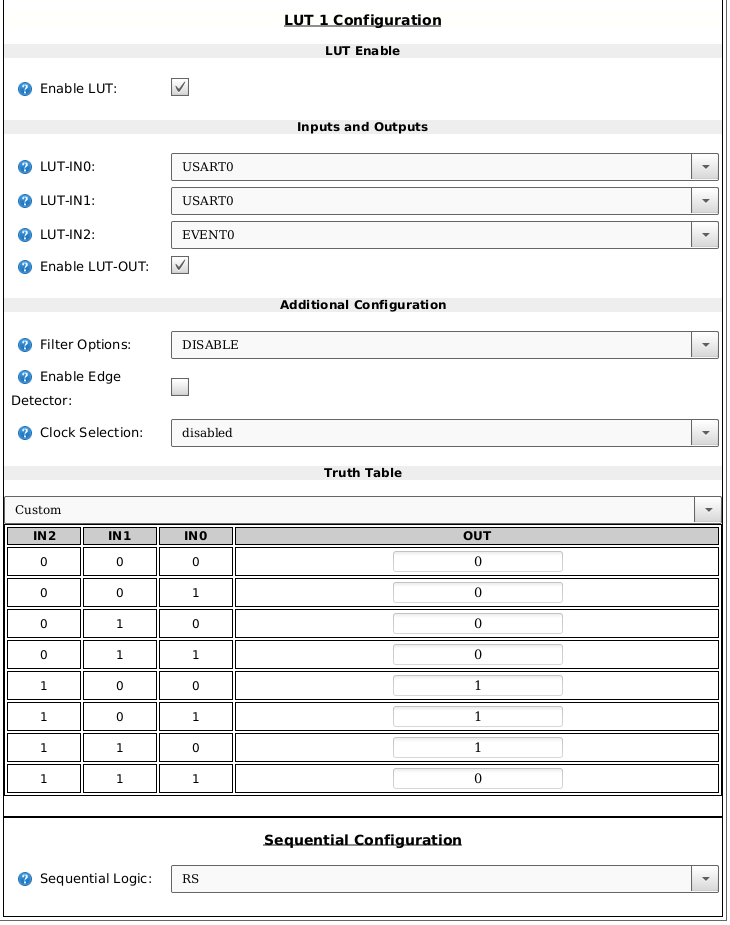 LUT 1 Configuration
LUT Enable
Enable LUT:
Inputs and Outputs
LUT-IN0: USART0
LUT-IN1: USART0
LUT-IN2: EVENT0
Enable LUT-OUT:
Additional Configuration
Filter Options: DISABLE
Enable Edge
Detector:
Clock Selection: disabled
Truth Table
Custom
IN2 IN1 IN0 OUT
0 0 0 0
0 0 1 0
0 1 0 0
0 1 1 0
1 0 0 1
1 0 1 1
1 1 0 1
1 1 1 0
Sequential Configuration
Sequential Logic: RS